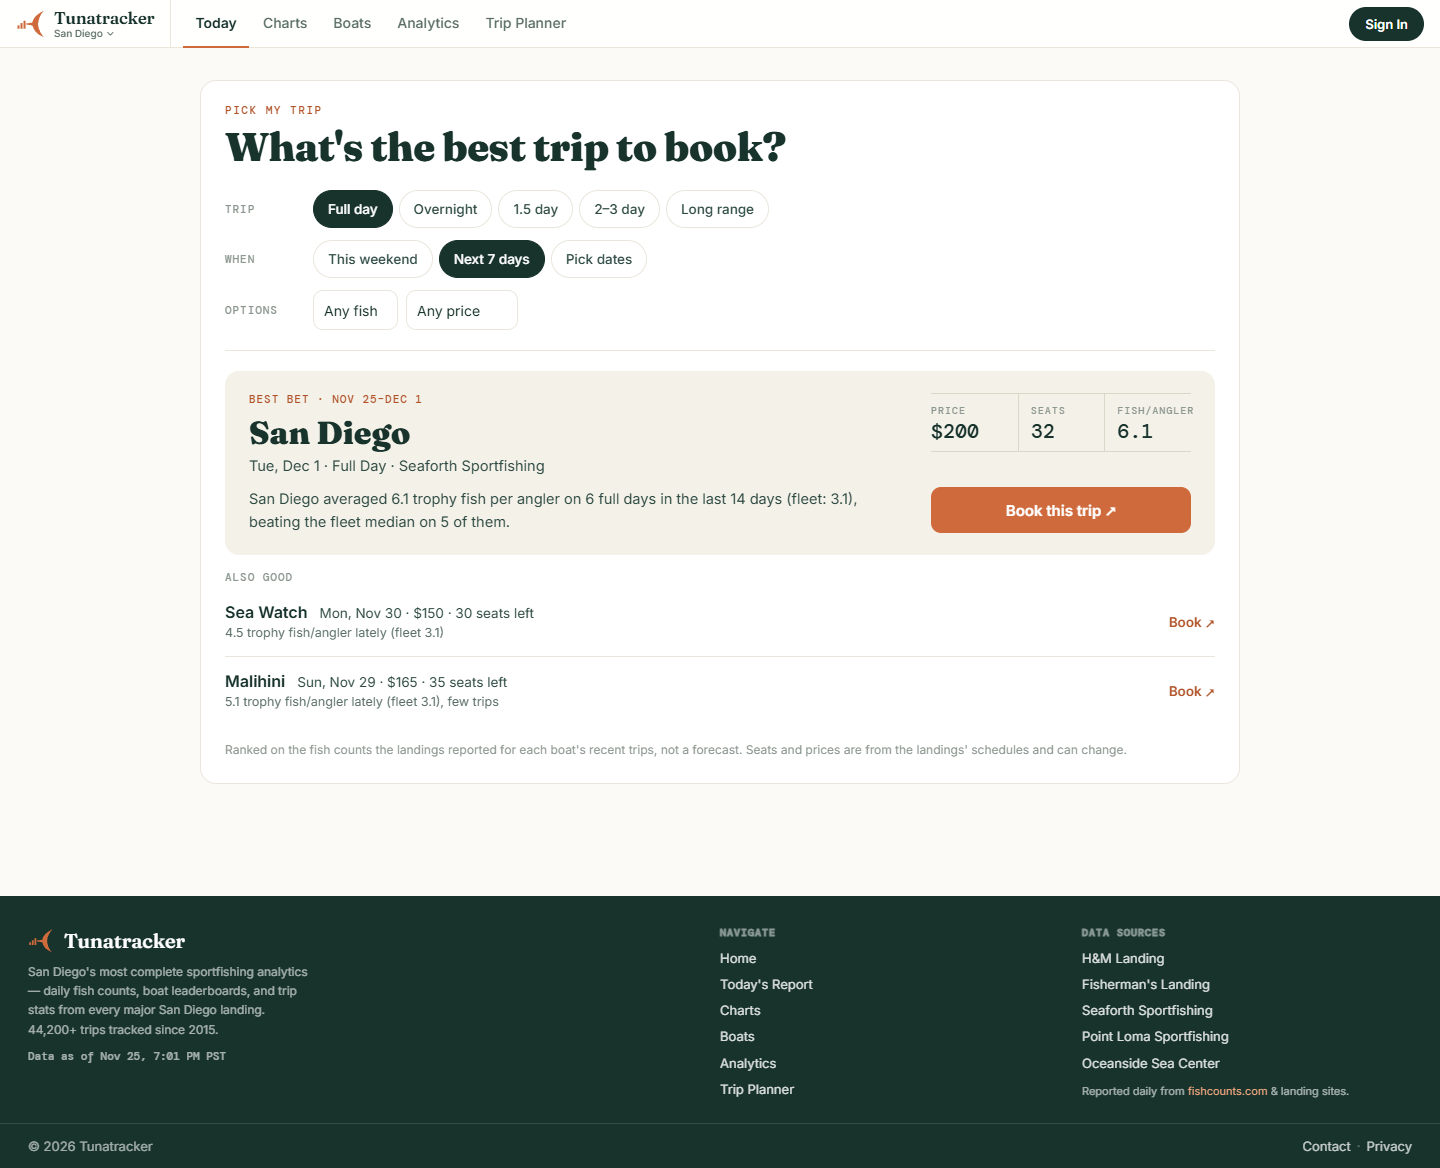 Tunatracker
San Diego
Today
Charts
Boats
Analytics
Trip Planner
Sign In
PICK MY TRIP
What's the best trip to book?
TRIP
Full day
Overnight
1.5 day
2–3 day
Long range
WHEN
This weekend
Next 7 days
Pick dates
OPTIONS
Any fish
Any price
BEST BET · NOV 25–DEC 1
San Diego
Tue, Dec 1 · Full Day · Seaforth Sportfishing
San Diego averaged 6.1 trophy fish per angler on 6 full days in the last 14 days (fleet: 3.1),
beating the fleet median on 5 of them.
PRICE
$200
SEATS
32
FISH/ANGLER
6.1
Book this trip ↗
ALSO GOOD
Sea Watch Mon, Nov 30 · $150 · 30 seats left
4.5 trophy fish/angler lately (fleet 3.1)
Book ↗
Malihini Sun, Nov 29 · $165 · 35 seats left
5.1 trophy fish/angler lately (fleet 3.1), few trips
Book ↗
Ranked on the fish counts the landings reported for each boat's recent trips, not a forecast. Seats and prices are from the landings' schedules and can change.
Tunatracker
San Diego's most complete sportfishing analytics
— daily fish counts, boat leaderboards, and trip
stats from every major San Diego landing.
44,200+ trips tracked since 2015.
Data as of Nov 25, 7:01 PM PST
NAVIGATE
Home
Today's Report
Charts
Boats
Analytics
Trip Planner
DATA SOURCES
H&M Landing
Fisherman's Landing
Seaforth Sportfishing
Point Loma Sportfishing
Oceanside Sea Center
Reported daily from fishcounts.com & landing sites.
© 2026 Tunatracker
Contact · Privacy